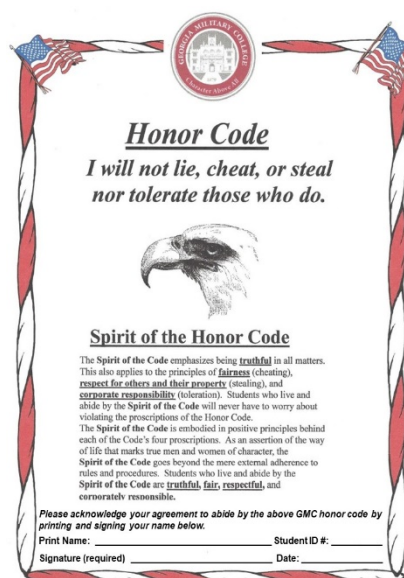 GEORGIA MILITARY COLLEGE
Character Above All
Honor Code
I will not lie, cheat, or steal
nor tolerate those who do.
Spirit of the Honor Code
The Spirit of the Code emphasizes being truthful in all matters.
This also applies to the principles of fairness (cheating),
respect for others and their property (stealing), and
corporate responsibility (toleration). Students who live and
abide by the Spirit of the Code will never have to worry about
violating the proscriptions of the Honor Code.
The Spirit of the Code is embodied in positive principles behind
each of the Code's four proscriptions. As an assertion of the way
of life that marks true men and women of character, the
Spirit of the Code goes beyond the mere external adherence to
rules and procedures. Students who live and abide by the
Spirit of the Code are truthful, fair, respectful, and
corporately responsible.
Please acknowledge your agreement to abide by the above GMC honor code by
printing and signing your name below.
Print Name: Student ID #:
Signature (required) Date: